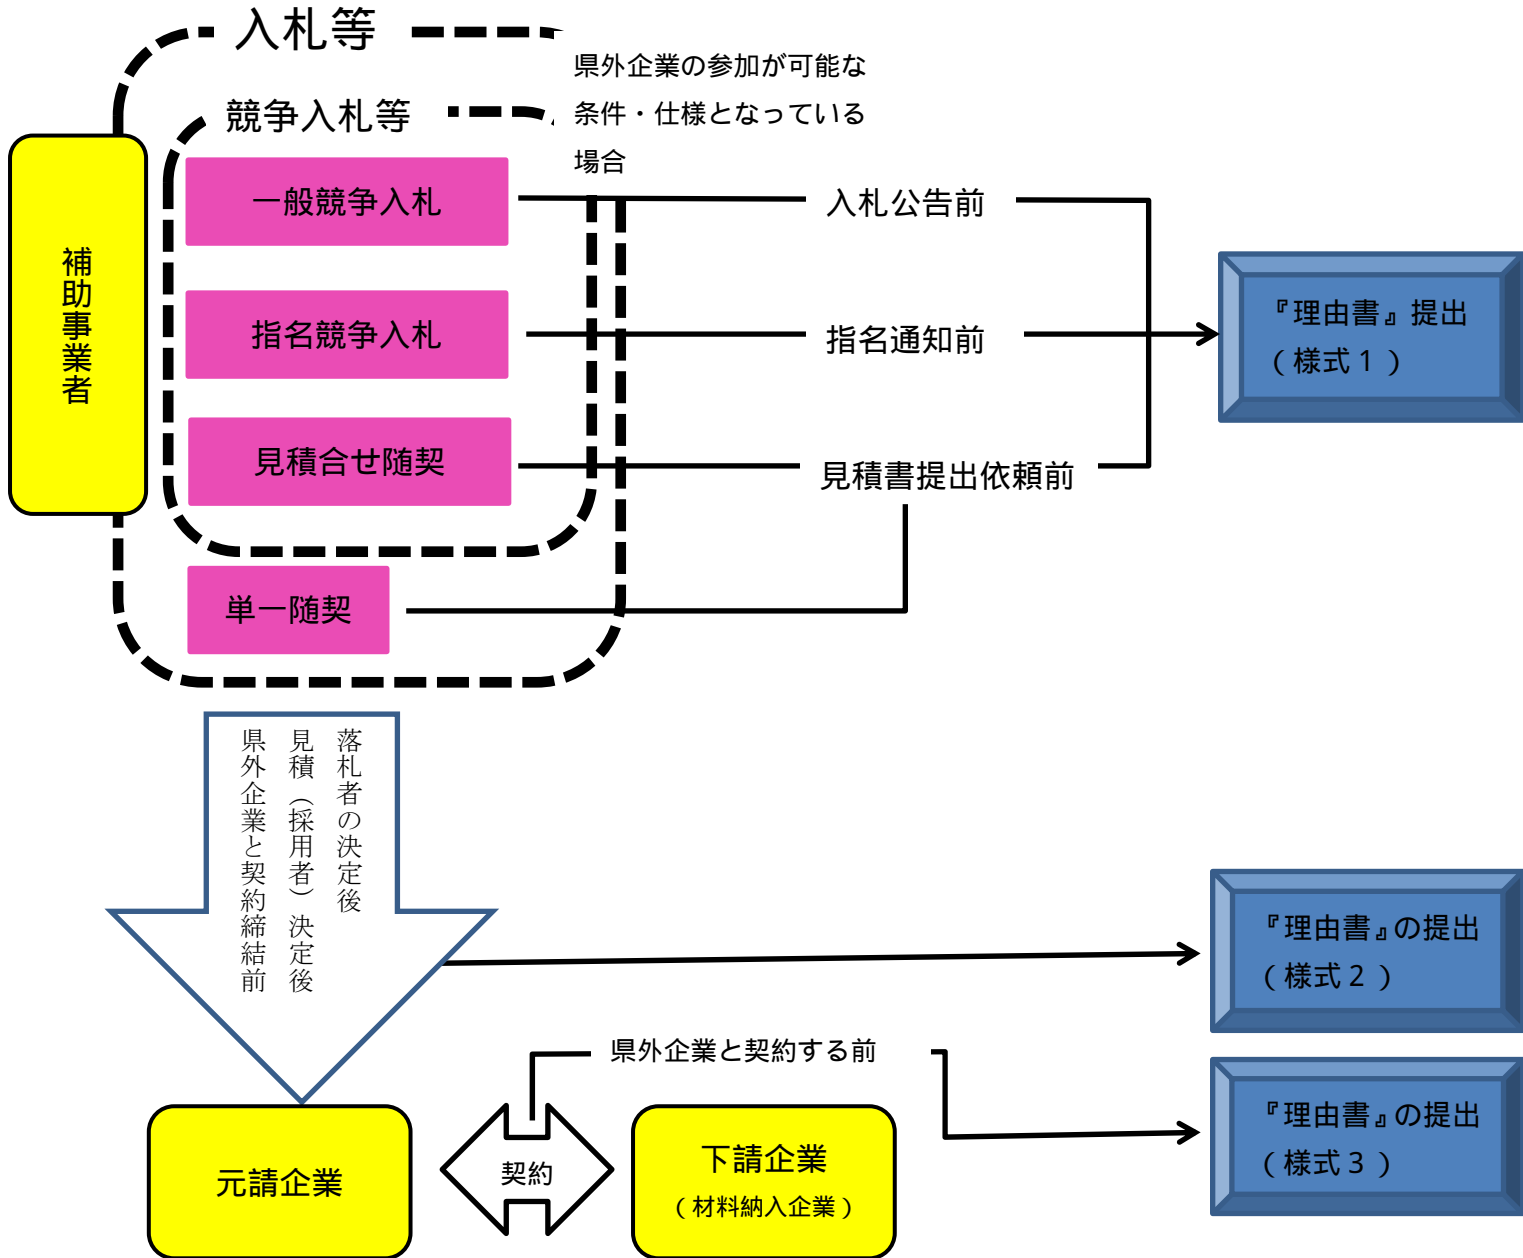 入札等
県外企業の参加が可能な
条件・仕様となっている
場合
競争入札等
補助事業者
一般競争入札
入札公告前
指名競争入札
指名通知前
見積合せ随契
見積書提出依頼前
単一随契
『理由書』提出
（様式1）
落札者の決定後
見積（採用者）決定後
県外企業と契約締結前
『理由書』の提出
（様式2）
県外企業と契約する前
『理由書』の提出
（様式3）
元請企業
契約
下請企業
（材料納入企業）